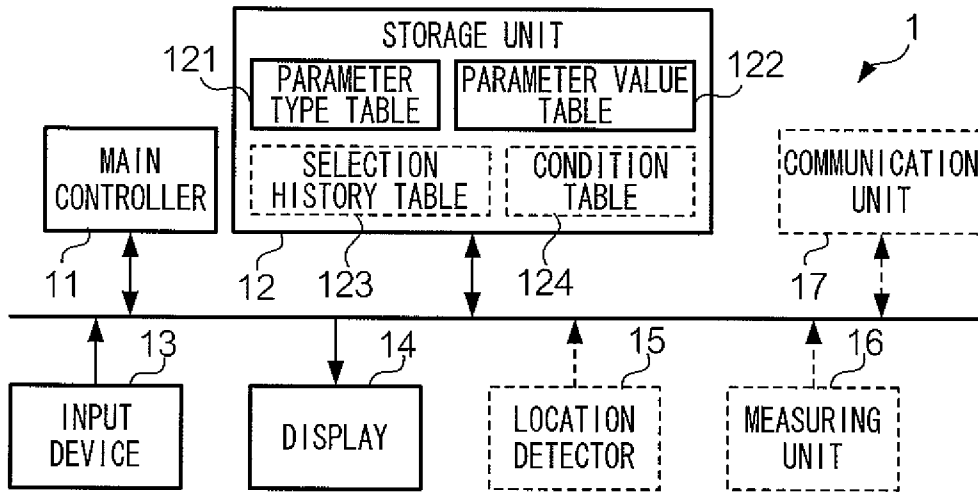 STORAGE UNIT
1
121
PARAMETER
TYPE TABLE
PARAMETER VALUE
TABLE
122
MAIN
CONTROLLER
SELECTION
HISTORY TABLE
CONDITION
TABLE
COMMUNICATION
UNIT
11
12
123
124
17
13
14
15
16
INPUT
DEVICE
DISPLAY
LOCATION
DETECTOR
MEASURING
UNIT